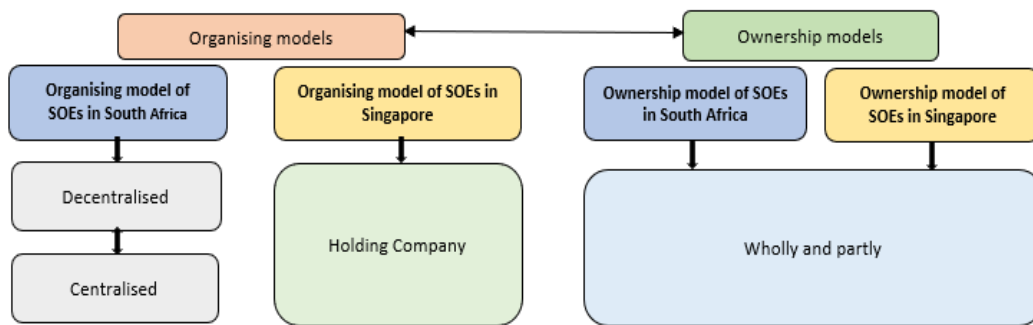 Organising models
Ownership models
Organising model of
SOEs in South Africa
Organising model of SOEs in
Singapore
Ownership model of SOEs
in South Africa
Ownership model of
SOEs in Singapore
Decentralised
Holding Company
Wholly and partly
Centralised